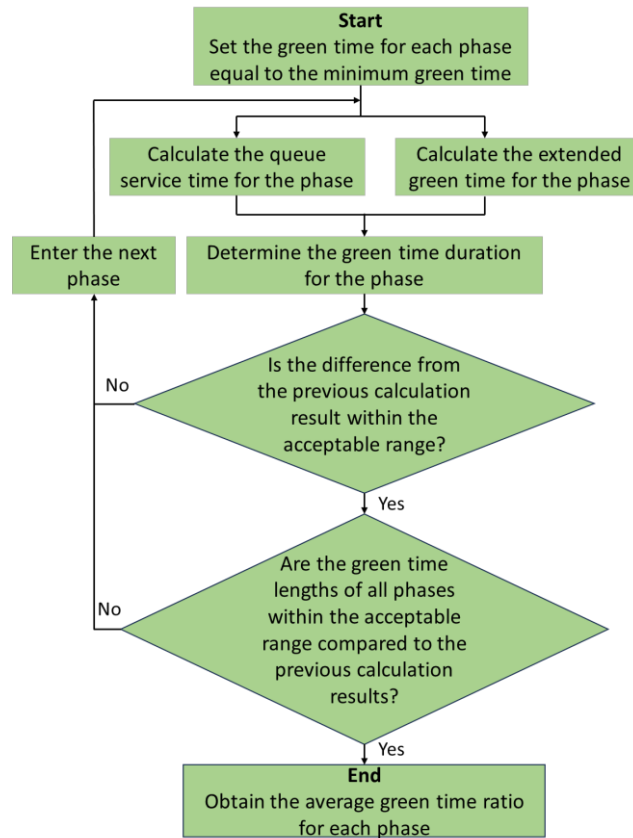 Start
Set the green time for each phase
equal to the minimum green time
Calculate the queue
service time for the phase
Calculate the extended
green time for the phase
Enter the next
phase
Determine the green time duration
for the phase
Is the difference from
the previous calculation
result within the
acceptable range?
No
Yes
Are the green time
lengths of all phases
within the acceptable
range compared to the
previous calculation
results?
No
Yes
End
Obtain the average green time ratio
for each phase